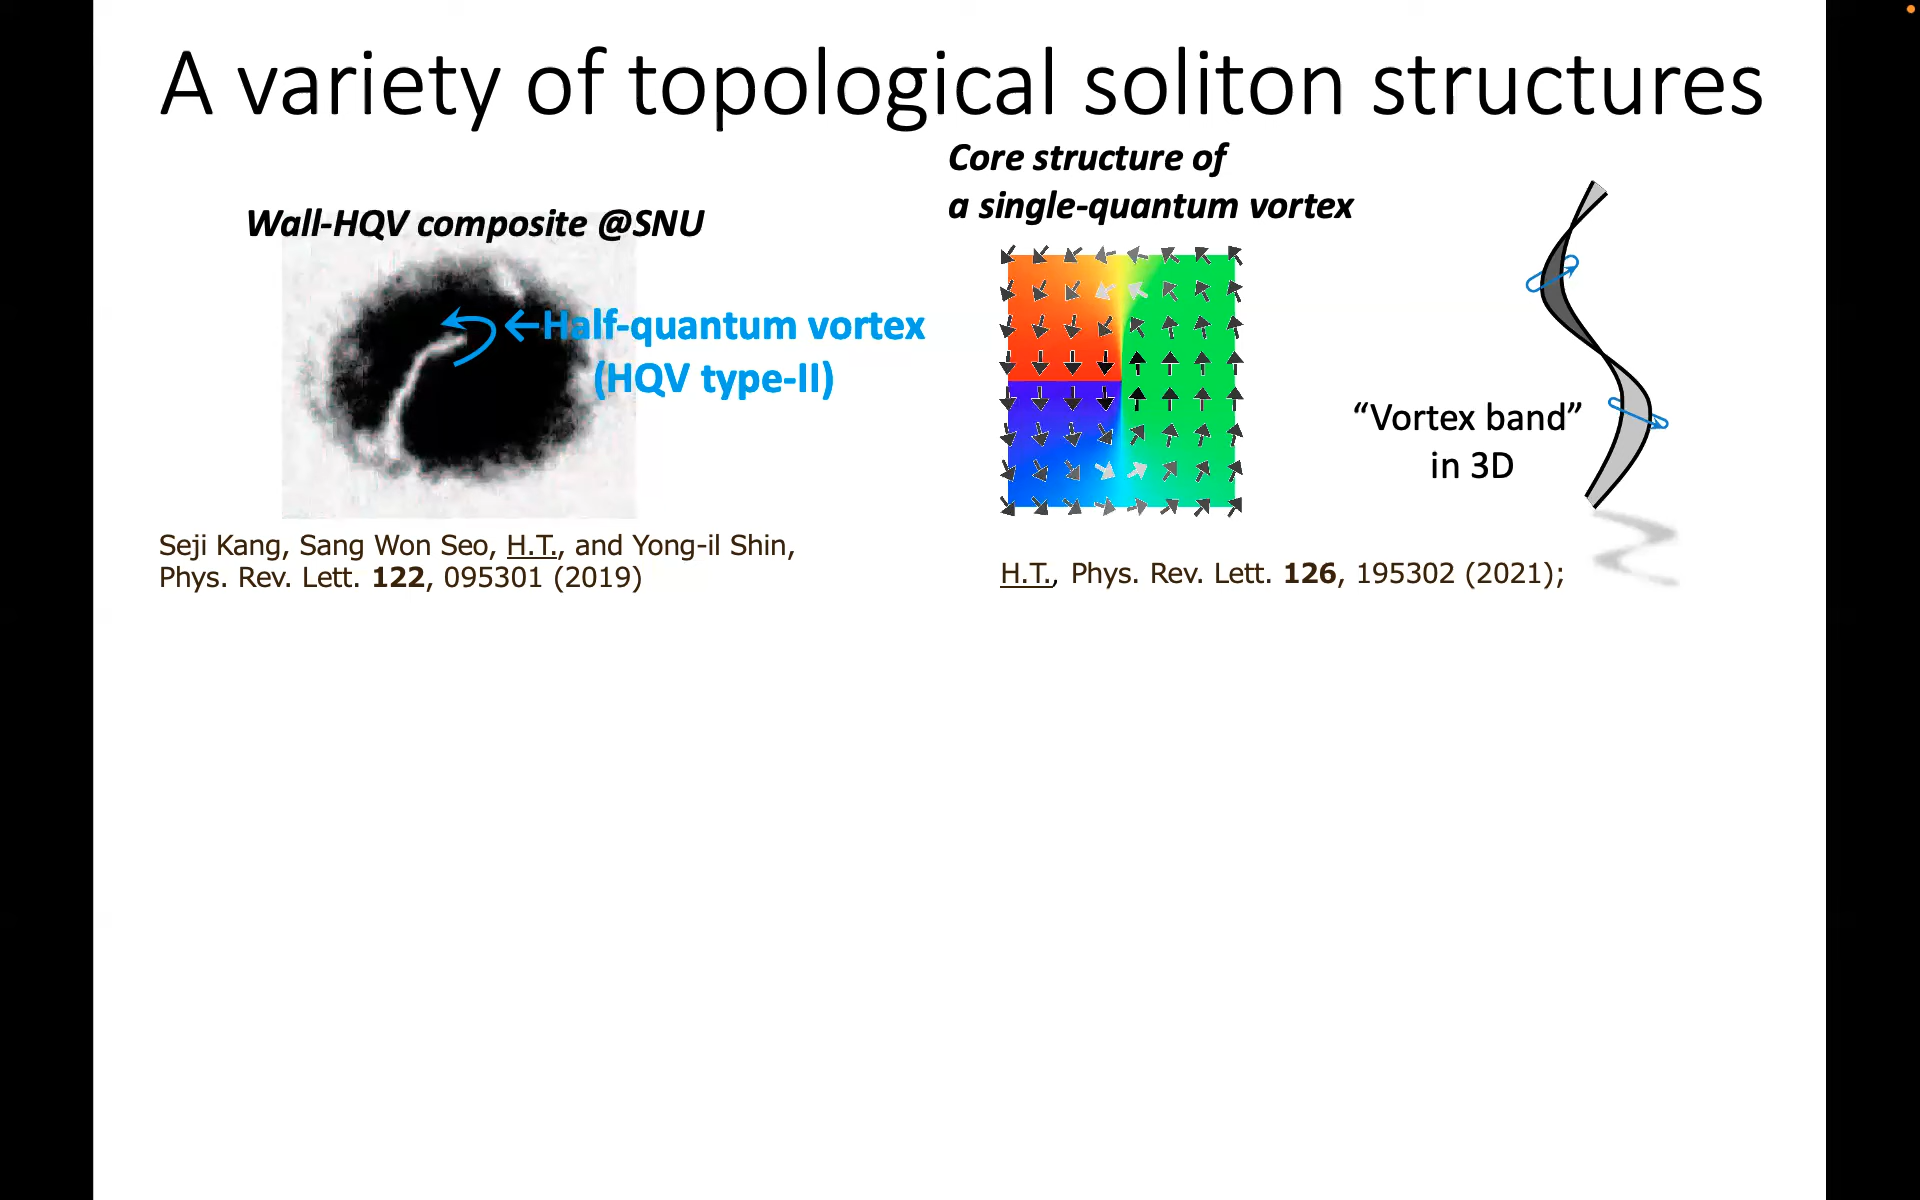 A variety of topological soliton structures
Wall-HQV composite @SNU
←Half-quantum vortex
(HQV type-II)
Seji Kang, Sang Won Seo, H.T., and Yong-il Shin,
Phys. Rev. Lett. 122, 095301 (2019)
Core structure of
a single-quantum vortex
“Vortex band”
in 3D
H.T., Phys. Rev. Lett. 126, 195302 (2021);